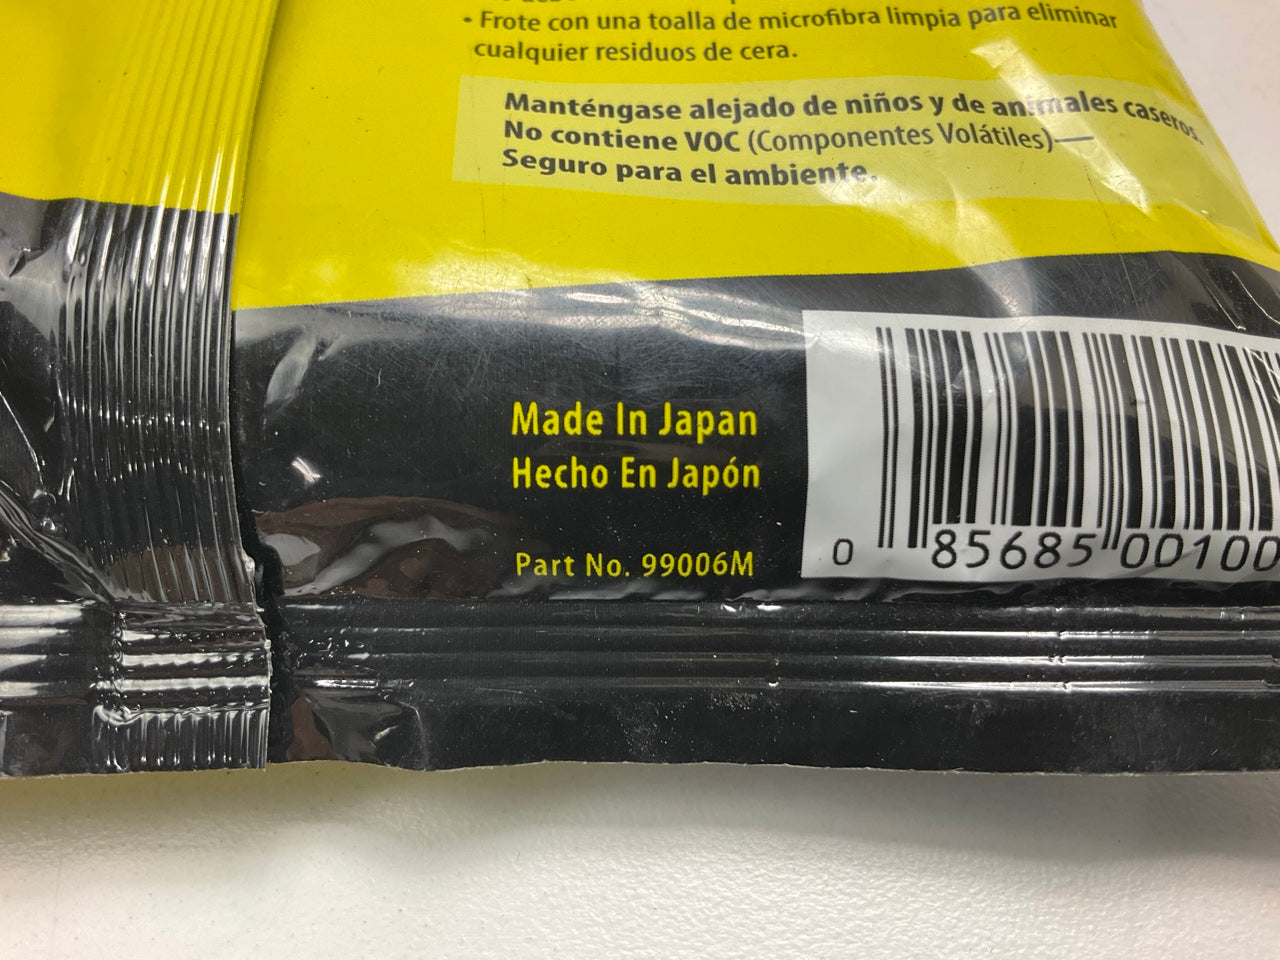 • Frote con una toalla de microfibra limpia para eliminar
cualquier residuos de cera.
Manténgase alejado de niños y de animales caseros.
No contiene VOC (Componentes Volátiles)—
Seguro para el ambiente.
Made In Japan
Hecho En Japón
Part No. 99006M
0 85685 00100